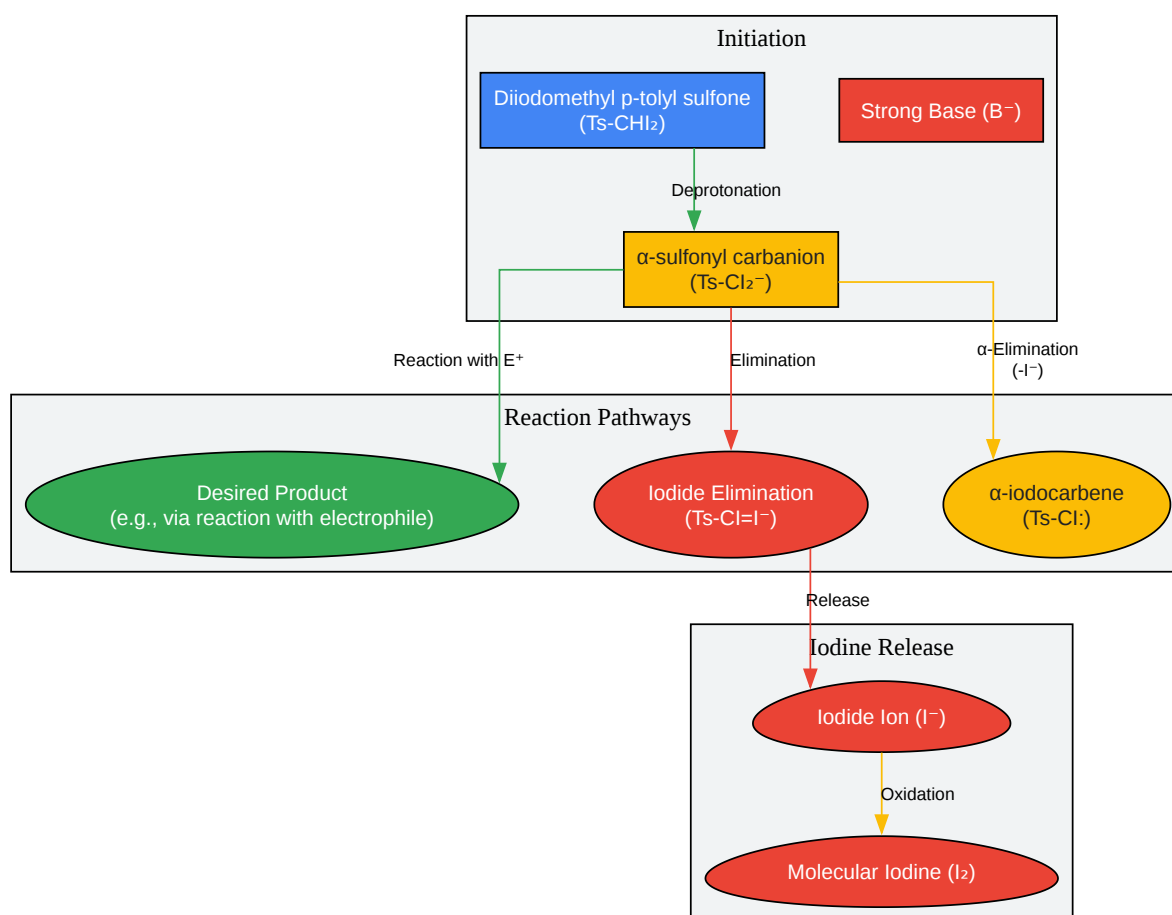 Initiation
Diiodomethyl p-tolyl sulfone
(Ts-CHI₂)
Strong Base (B⁻)
Deprotonation
α-sulfonyl carbanion
(Ts-CI₂⁻)
Reaction with E⁺
Elimination
α-Elimination
(-I⁻)
Reaction Pathways
Desired Product
(e.g., via reaction with electrophile)
Iodide Elimination
(Ts-CI=I⁻)
α-iodocarbene
(Ts-CI:)
Release
Iodine Release
Iodide Ion (I⁻)
Oxidation
Molecular Iodine (I₂)